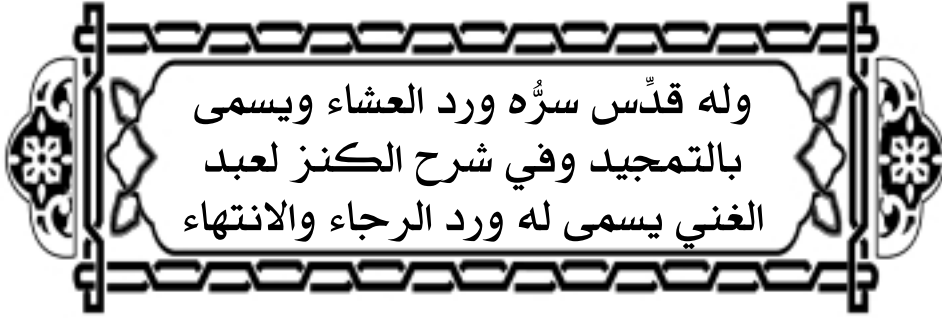 وله قدِّس سرُّه ورد العشاء ويسمى
بالتمجيد وفي شرح الكنز لعبد
الغني يسمى له ورد الرجاء والانتهاء